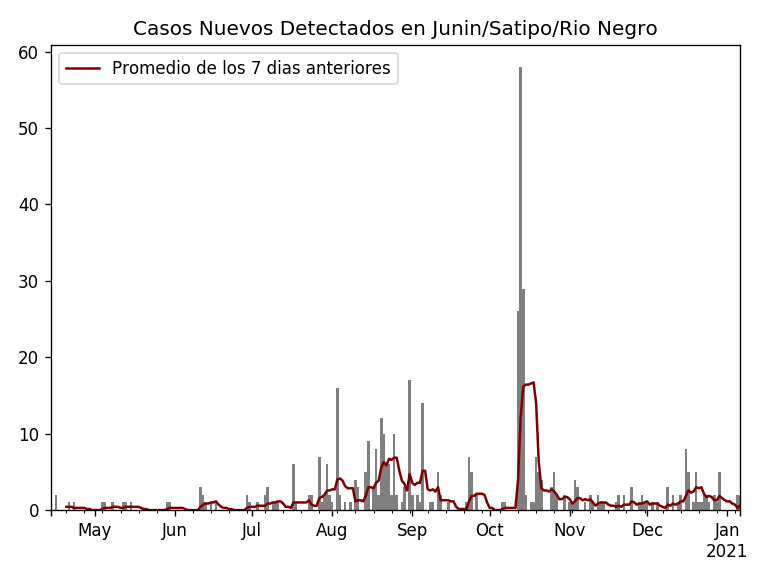 Casos Nuevos Detectados en Junin/Satipo/Rio Negro
Promedio de los 7 dias anteriores
60
50
40
30
20
10
0
May Jun Jul Aug Sep Oct Nov Dec Jan
2021